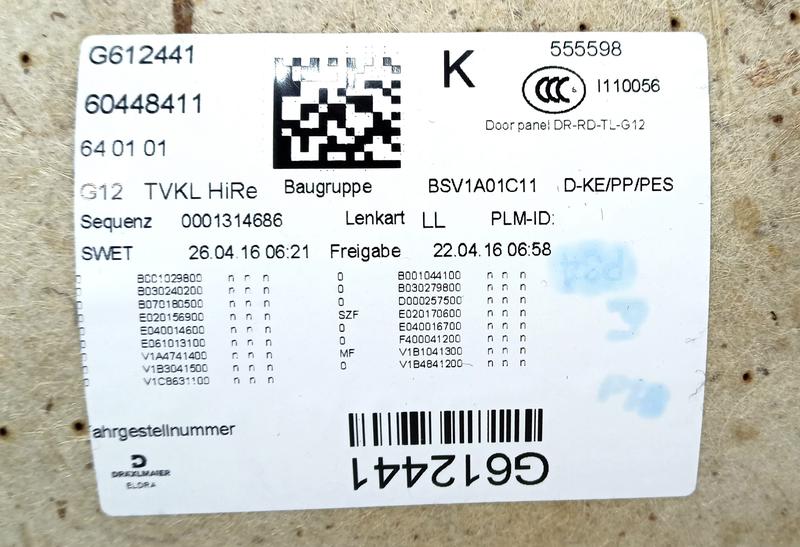 G612441
60448411
64 01 01
K
555598
CCC
S
I110056
Door panel DR-RD-TL-G12
G12 TVKL HiRe Baugruppe BSV1A01C11 D-KE/PP/PES
Sequenz 0001314686 Lenkart LL PLM-ID:
SWET 26.04.16 06:21 Freigabe 22.04.16 06:58
B001029800 n n n 0 B001044100 n n n
B030240200 n n n 0 B030279800 n n n
B070180500 n n n 0 D000257500 n n n
E020156900 n n n SZF E020170600 n n n
E040014600 n n n 0 E040016700 n n n
E061013100 n n n 0 F400041200 n n n
V1A4741400 n n n MF V1B1041300 n n n
V1B3041500 n n n 0 V1B4841200 n n n
V1C8631100 n n n
ahrgestellnummer
DRÄXLMAIER
ELDRA
G612441